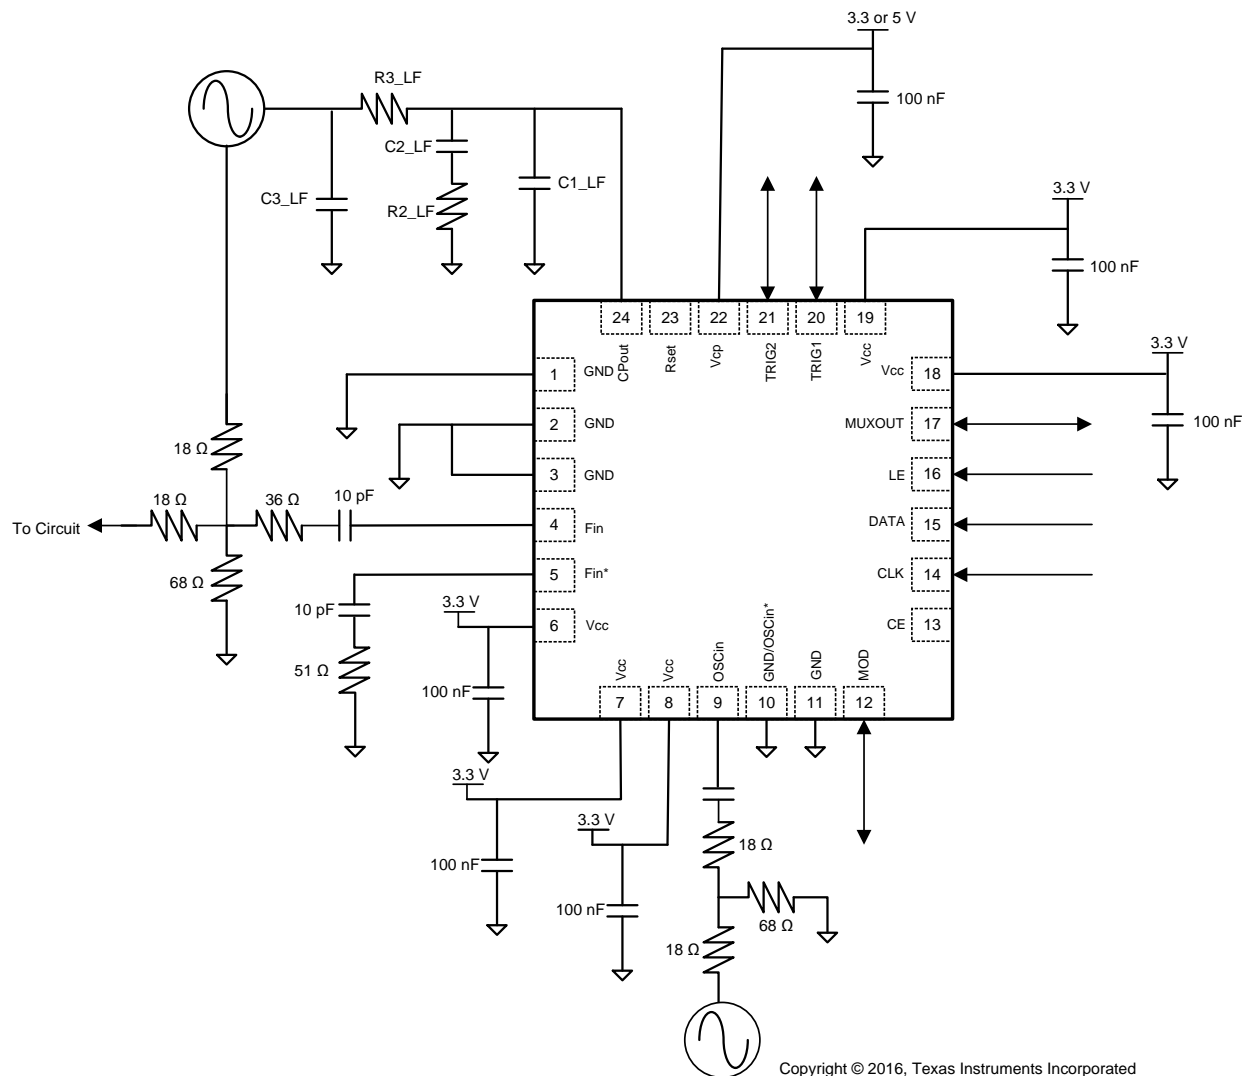 3.3 or 5 V
100 nF
R3_LF
C2_LF
C1_LF
C3_LF
R2_LF
3.3 V
100 nF
24
23
22
21
20
19
CPout
Rset
Vcp
TRIG2
TRIG1
Vcc
3.3 V
100 nF
1
GND
2
GND
3
GND
4
Fin
5
Fin*
6
Vcc
Vcc
18
MUXOUT
17
LE
16
DATA
15
CLK
14
CE
13
18 Ω
18 Ω
36 Ω
10 pF
To Circuit
68 Ω
10 pF
51 Ω
3.3 V
100 nF
Vcc
Vcc
OSCin
GND/OSCin*
GND
MOD
7
8
9
10
11
12
3.3 V
100 nF
3.3 V
100 nF
18 Ω
68 Ω
18 Ω
Copyright © 2016, Texas Instruments Incorporated